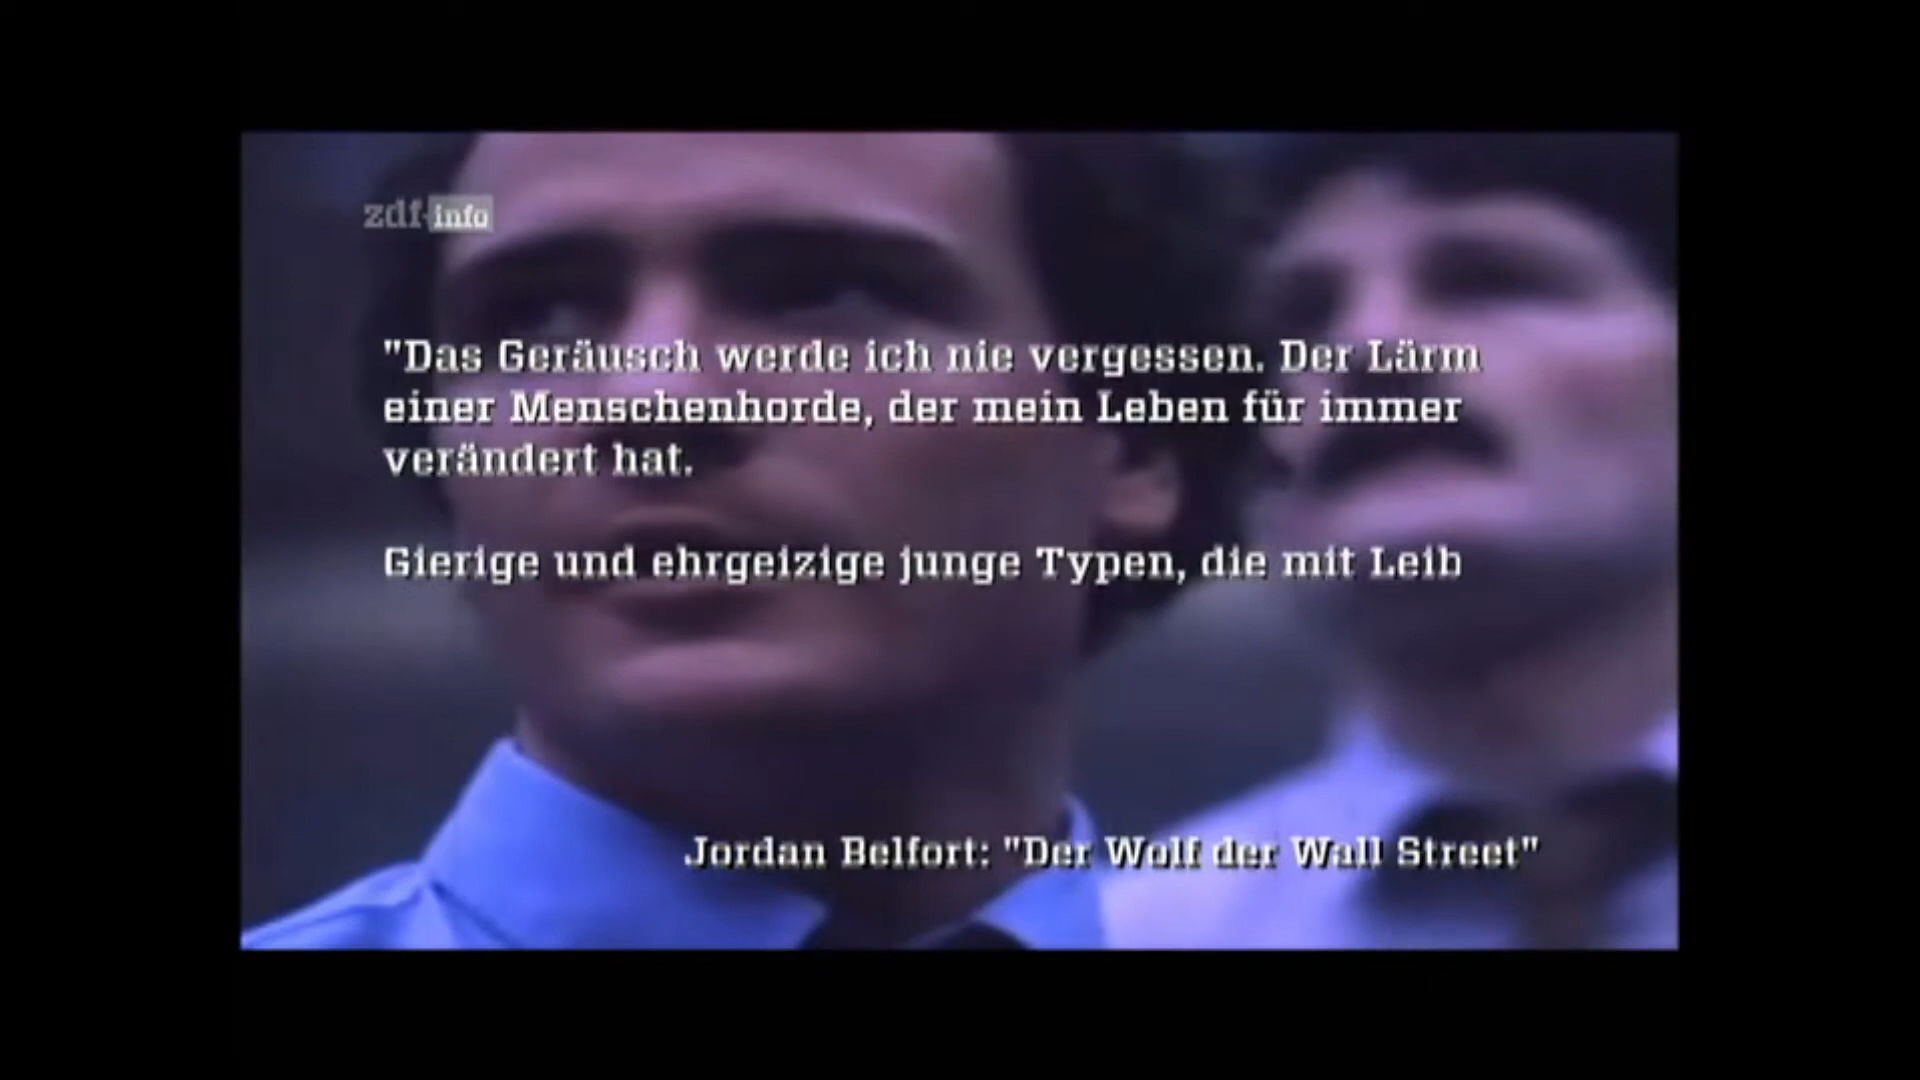 zdf info
"Das Geräusch werde ich nie vergessen. Der Lärm
einer Menschenhorde, der mein Leben für immer
verändert hat.
Gierige und ehrgeizige junge Typen, die mit Leib
Jordan Belfort: "Der Wolf der Wall Street"